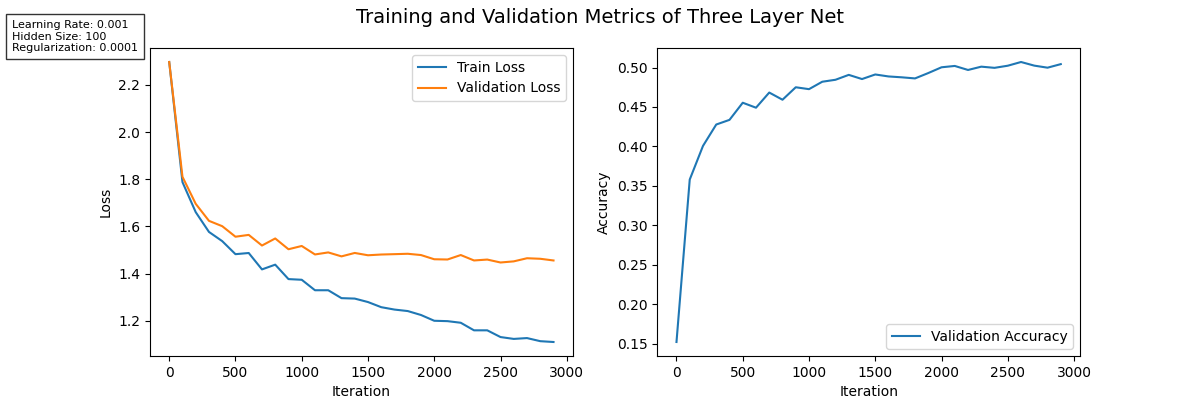 Training and Validation Metrics of Three Layer Net
Learning Rate: 0.001
Hidden Size: 100
Regularization: 0.0001
Train Loss
Validation Loss
Loss
2.2
2.0
1.8
1.6
1.4
1.2
0 500 1000 1500 2000 2500 3000
Iteration
Accuracy
0.50
0.45
0.40
0.35
0.30
0.25
0.20
0.15
Validation Accuracy
0 500 1000 1500 2000 2500 3000
Iteration